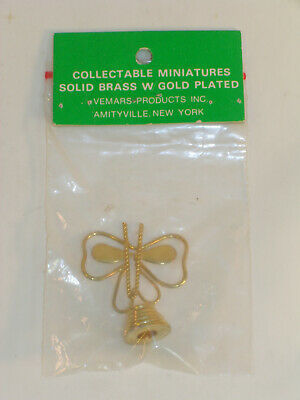 COLLECTABLE MINIATURES
SOLID BRASS W GOLD PLATED
VEMARS PRODUCTS INC.
AMITYVILLE, NEW YORK